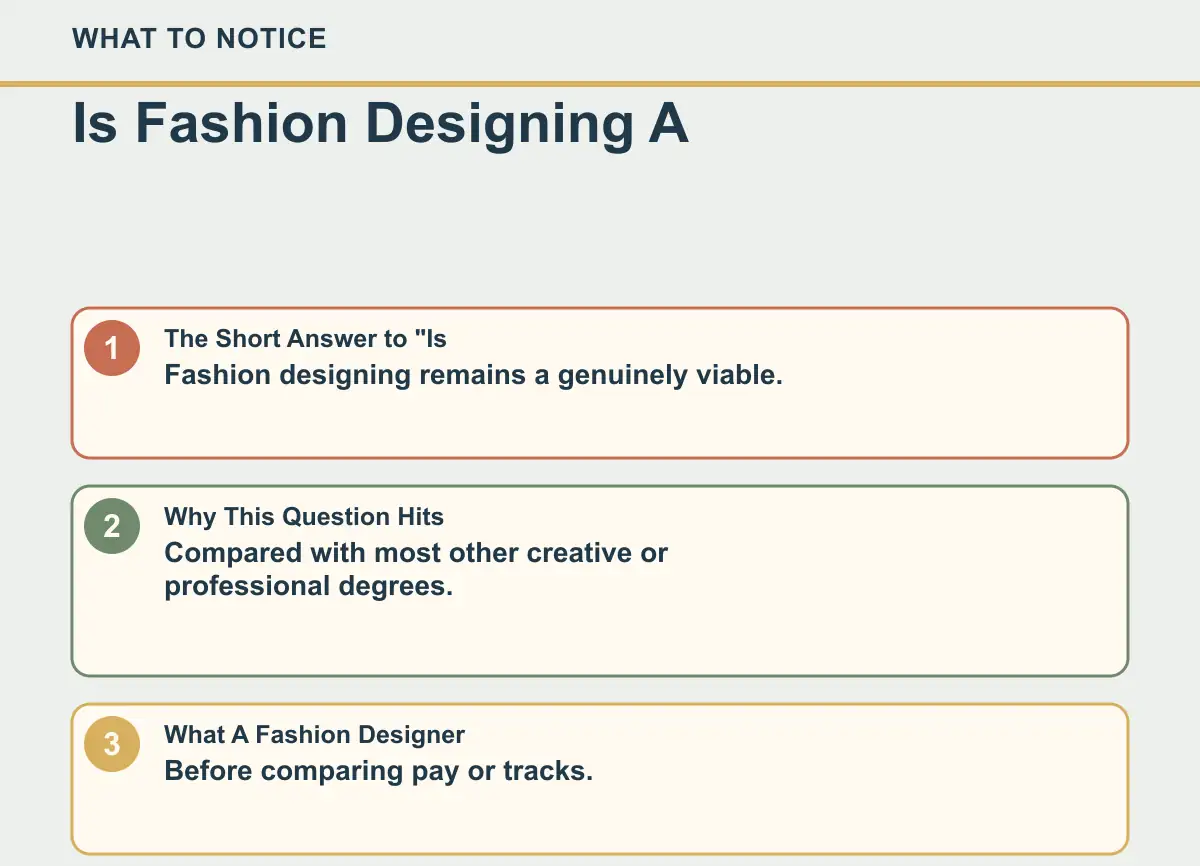 WHAT TO NOTICE
Is Fashion Designing A
1
The Short Answer to "Is
Fashion designing remains a genuinely viable.
2
Why This Question Hits
Compared with most other creative or
professional degrees.
3
What A Fashion Designer
Before comparing pay or tracks.